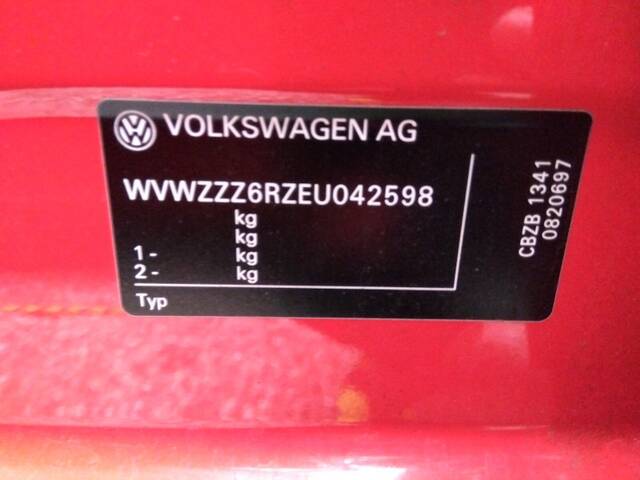 VOLKSWAGEN AG
WVWZZZ6RZEU042598
kg
kg
1- kg
2- kg
Typ
CBZB 1341
0820697